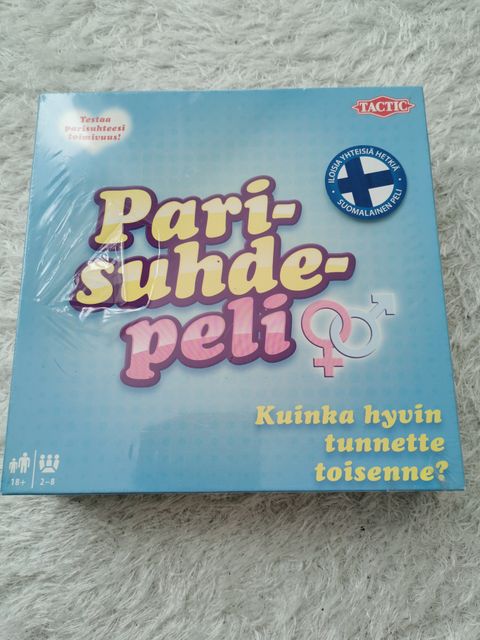 Testaa
parisuhteesi
toimivuus!
TACTIC
ILOISIA YHTEISIÄ HETKIÄ
SUOMALAINEN PELI
Pari-
suhde-
peli
Kuinka hyvin
tunnette
toisenne?
18+ 2-8